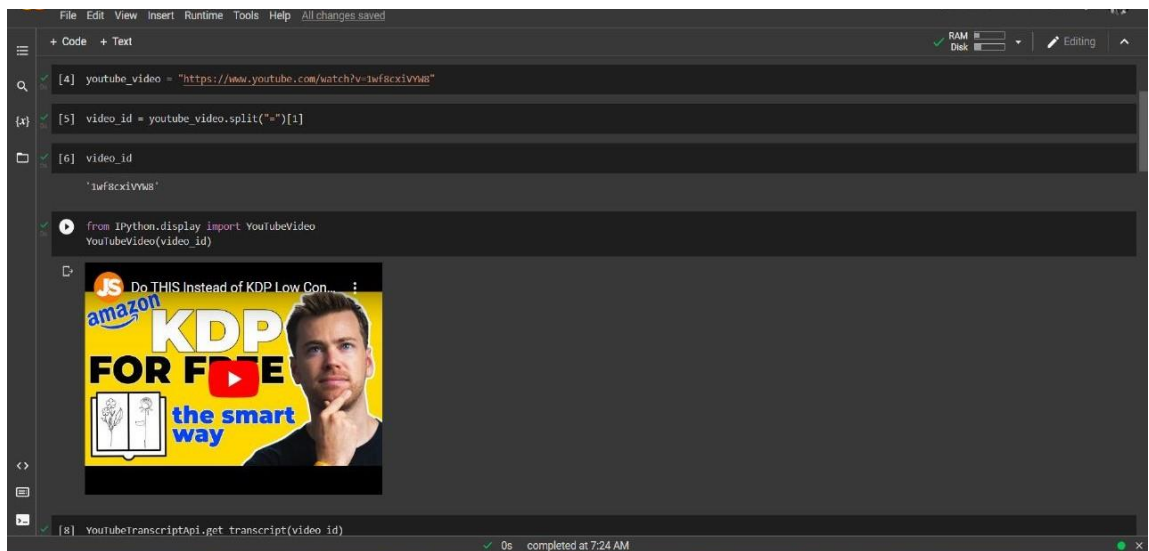 File Edit View Insert Runtime Tools Help All changes saved
+ Code + Text
RAM
Disk
Editing
[4] youtube_video = "https://www.youtube.com/watch?v=1wf8cxiVYW8"
{x}
[5] video_id = youtube_video.split("=")[1]
[6] video_id
'1wf8cxiVYW8'
from IPython.display import YouTubeVideo
YouTubeVideo(video_id)
JS Do THIS Instead of KDP Low Con...
amazon
KDP
FOR FREE
the smart
way
[8] YouTubeTranscriptApi.get_transcript(video_id)
0s completed at 7:24 AM